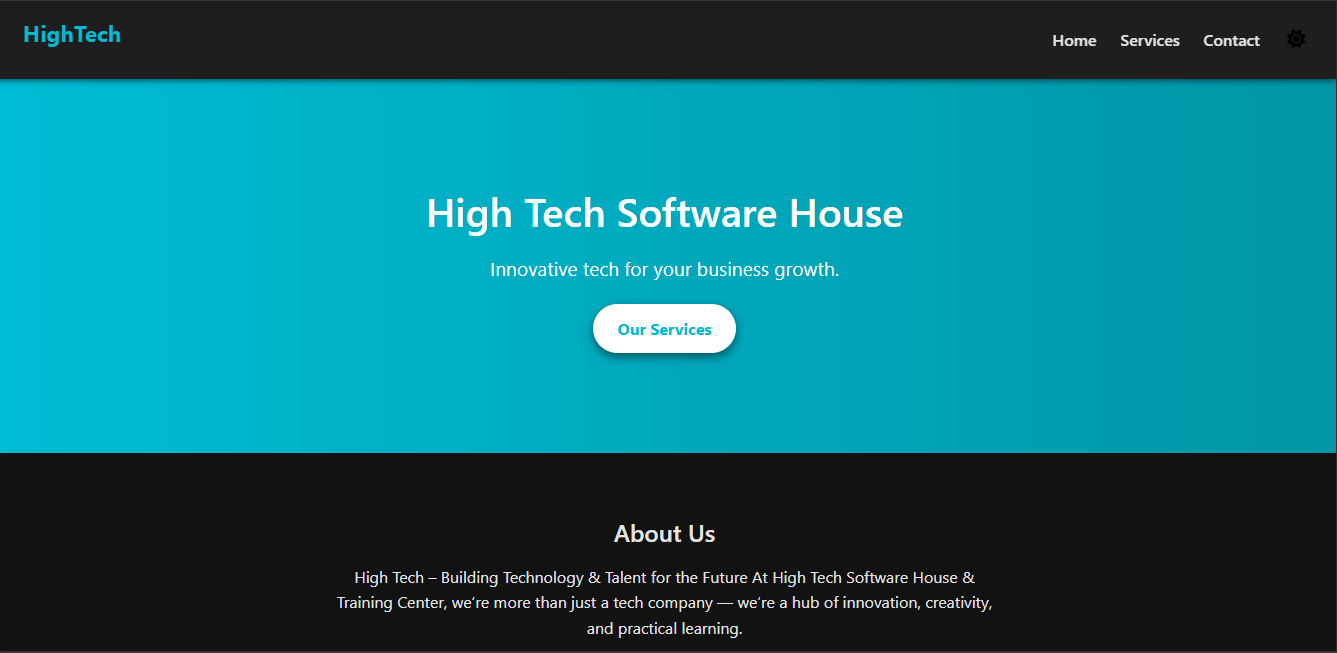 HighTech
Home Services Contact
High Tech Software House
Innovative tech for your business growth.
Our Services
About Us
High Tech – Building Technology & Talent for the Future At High Tech Software House &
Training Center, we’re more than just a tech company — we’re a hub of innovation, creativity,
and practical learning.